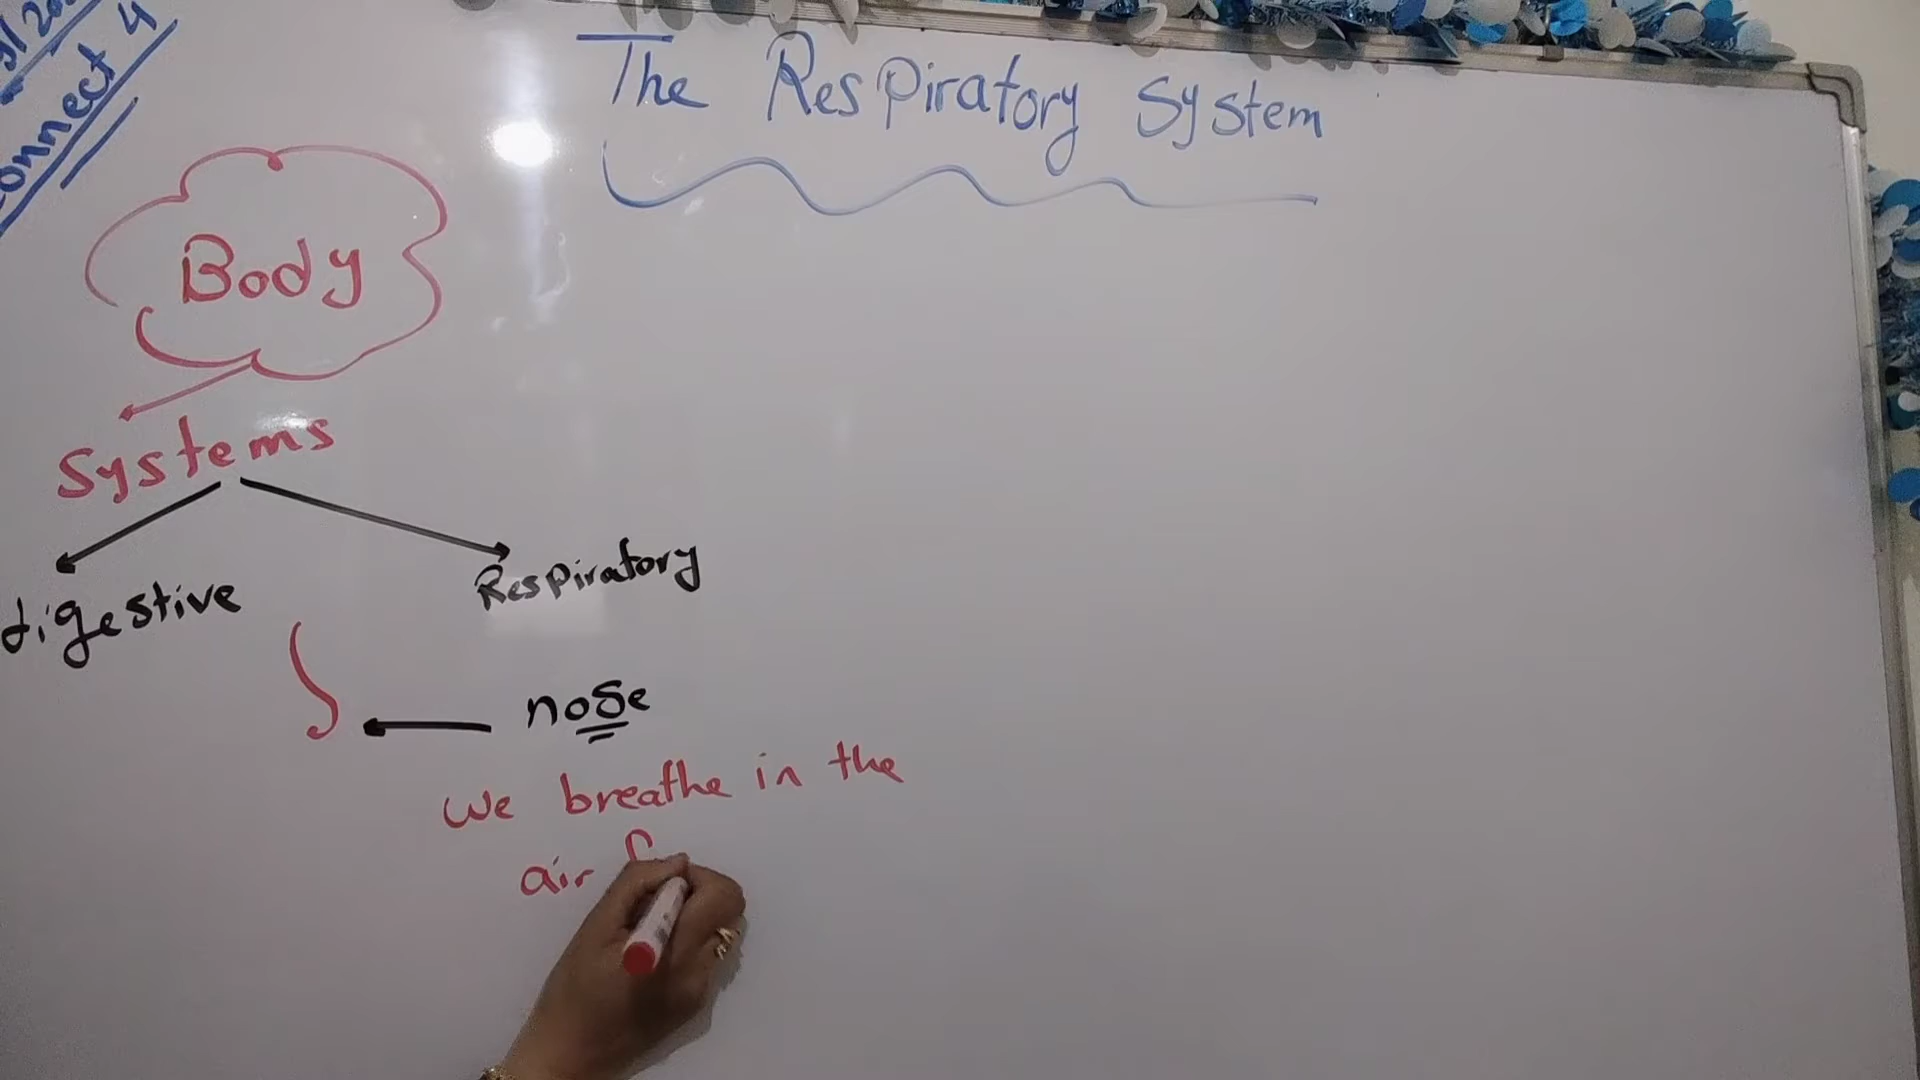 Connect 4
The Respiratory System
Body
Systems
digestive
Respiratory
nose
We breathe in the
air